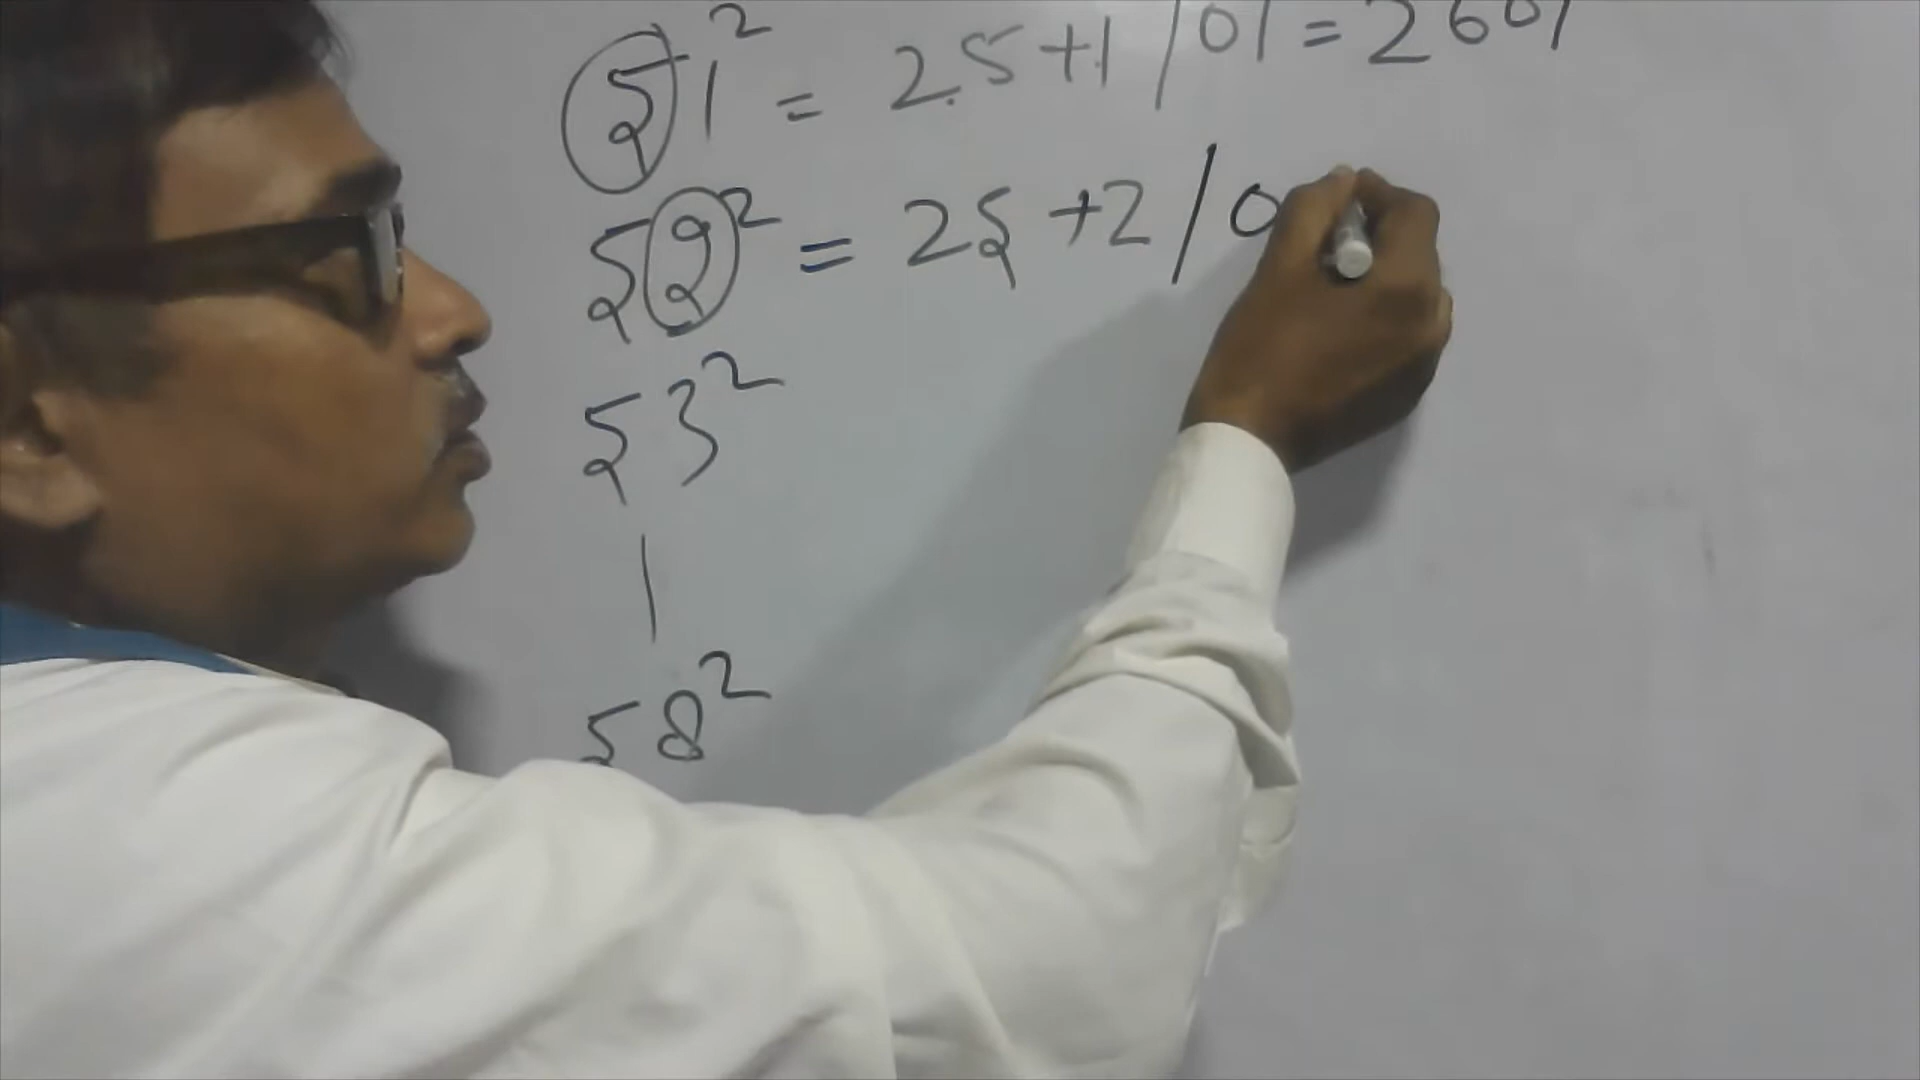 51² = 25+1/01 = 2601
52² = 25+2/0
53²
|
58²